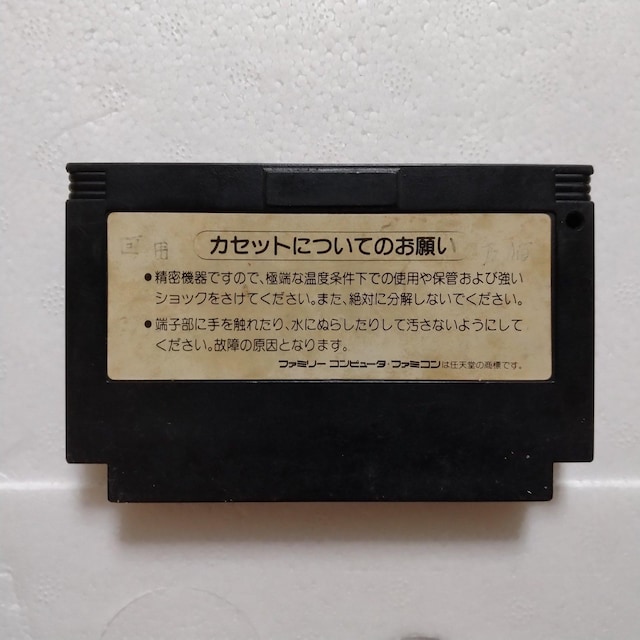 カセットについてのお願い
●精密機器ですので、極端な温度条件下での使用や保管および強い
ショックをさけてください。また、絶対に分解しないでください。
●端子部に手を触れたり、水にぬらしたりして汚さないようにして
ください。故障の原因となります。
ファミリー コンピュータ・ファミコンは任天堂の商標です。